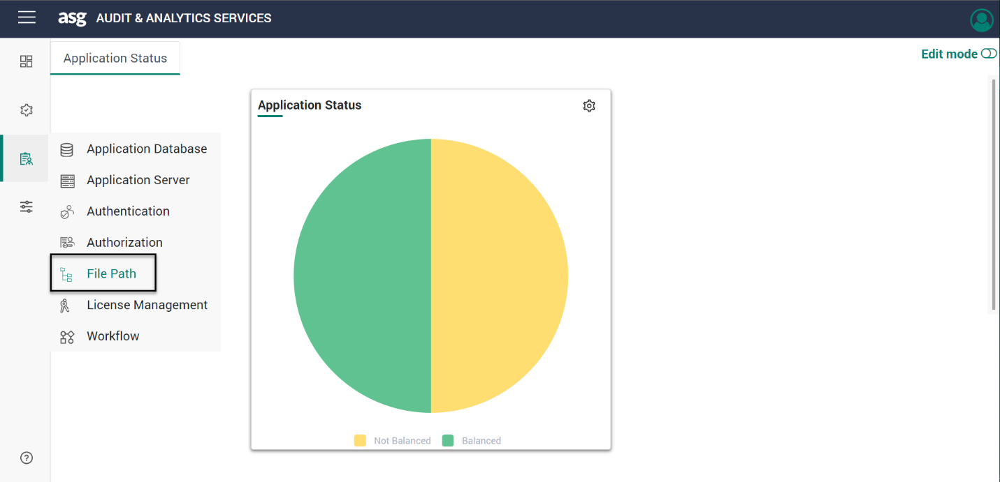 asg AUDIT & ANALYTICS SERVICES
Application Status
Edit mode
Application Status
Application Database
Application Server
Authentication
Authorization
File Path
License Management
Workflow
Not Balanced
Balanced
?